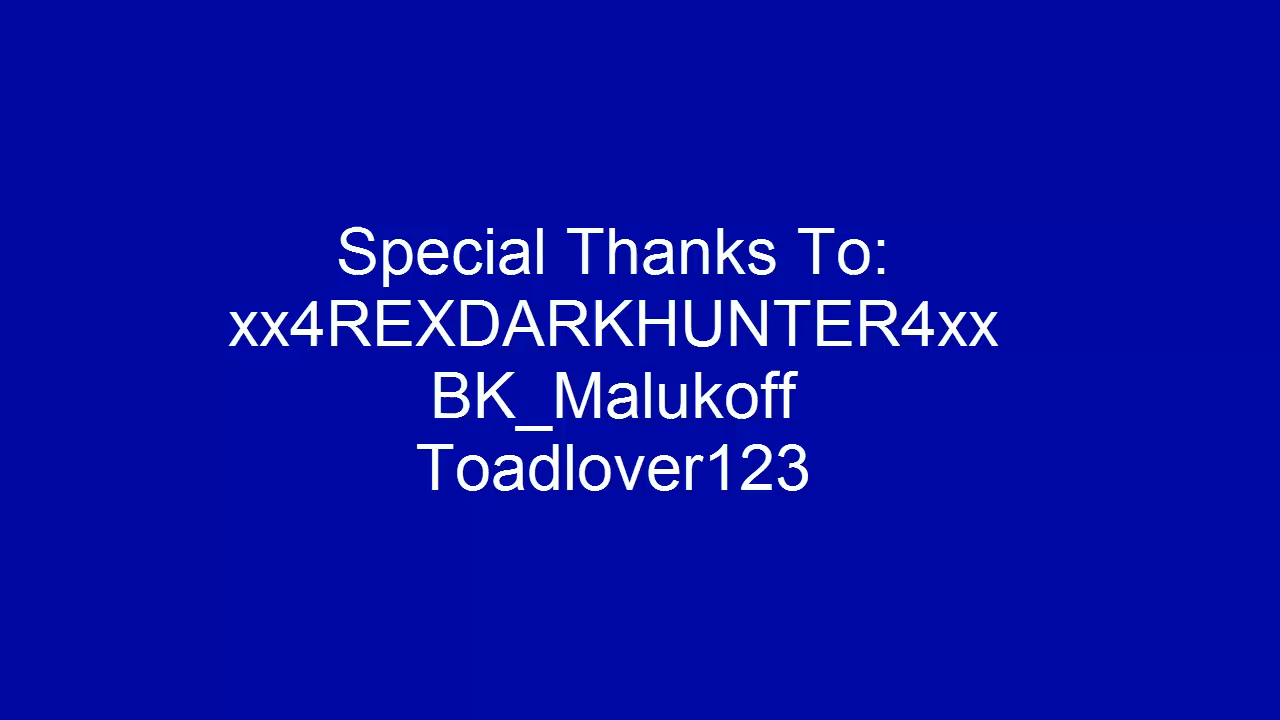 Special Thanks To:
xx4REXDARKHUNTER4xx
BK_Malukoff
Toadlover123